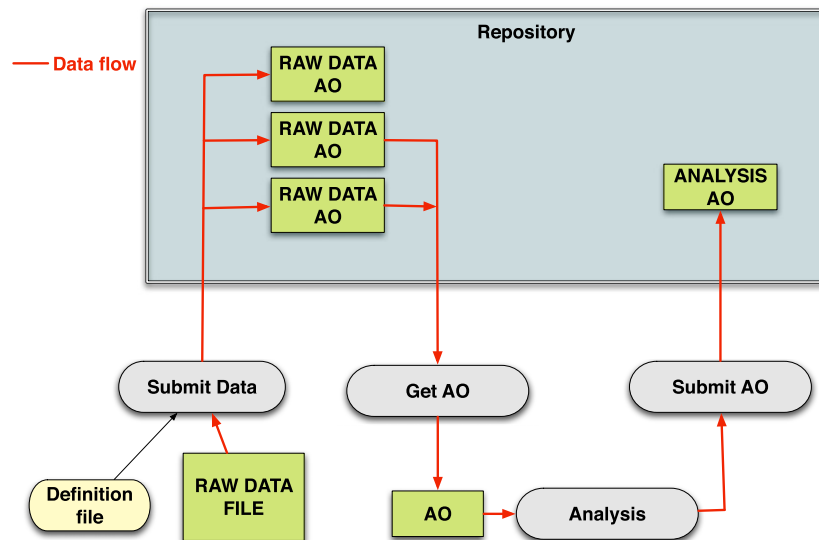 Repository
Data flow
RAW DATA
AO
RAW DATA
AO
RAW DATA
AO
ANALYSIS
AO
Submit Data
Get AO
Submit AO
Definition
file
RAW DATA
FILE
AO
Analysis